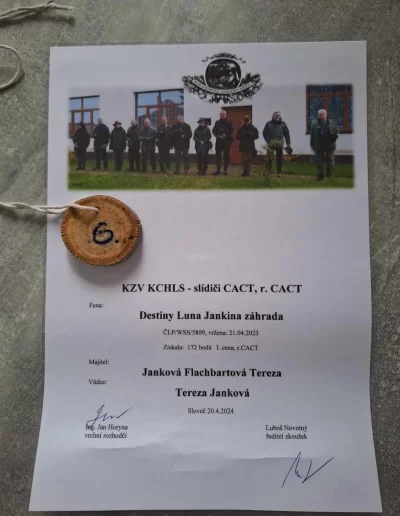 6.
KZV KCHLS - slídiči CACT, r. CACT
Fena:
Destiny Luna Jankina záhrada
ČLP/WSS/5809, vržena: 21.04.2023
Získala: 172 bodů I. cena, r.CACT
Majitel:
Janková Flachbartová Tereza
Vůdce:
Tereza Janková
Sloveč 20.4.2024
Ing. Jan Horyna
vrchní rozhodčí
Luboš Novotný
ředitel zkoušek